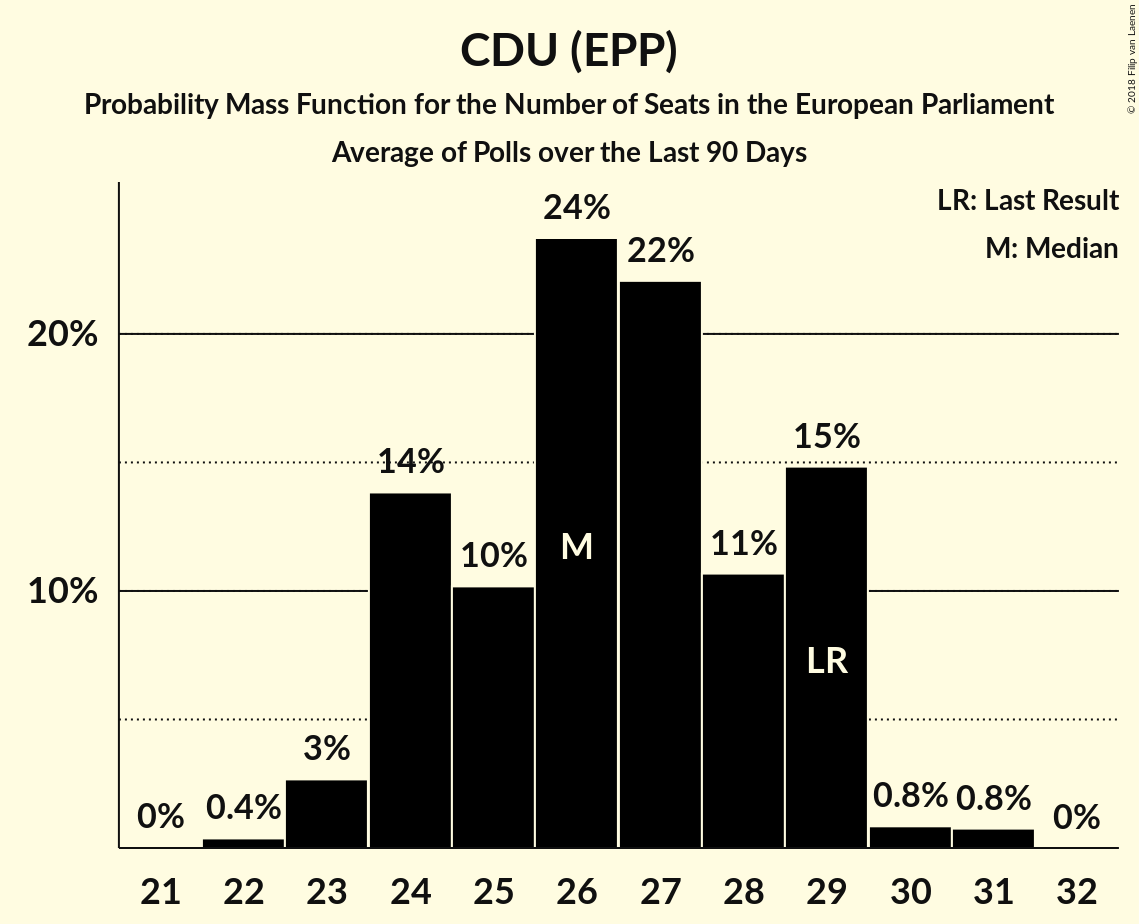 CDU (EPP)
Probability Mass Function for the Number of Seats in the European Parliament
Average of Polls over the Last 90 Days
© 2018 Filip van Laenen
LR: Last Result
M: Median
20%
10%
0%
0.4%
3%
14%
10%
24%
22%
11%
15%
0.8%
0.8%
0%
M
LR
21 22 23 24 25 26 27 28 29 30 31 32